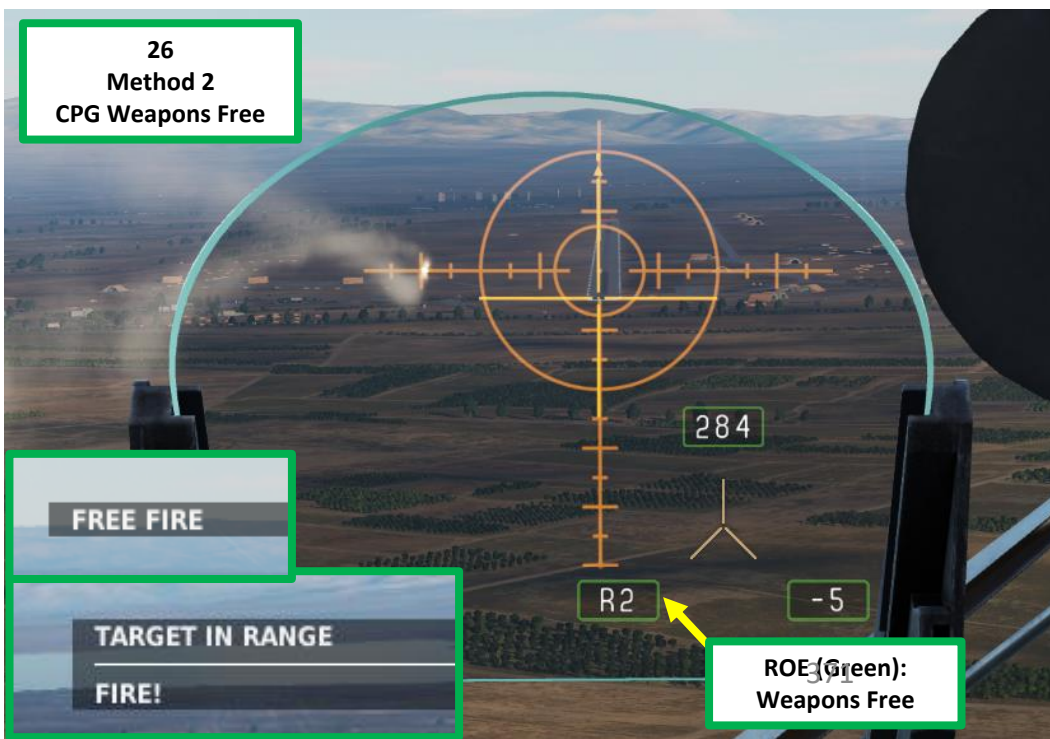 26
Method 2
CPG Weapons Free
284
FREE FIRE
R2
-5
TARGET IN RANGE
FIRE!
ROE (Green):
371
Weapons Free